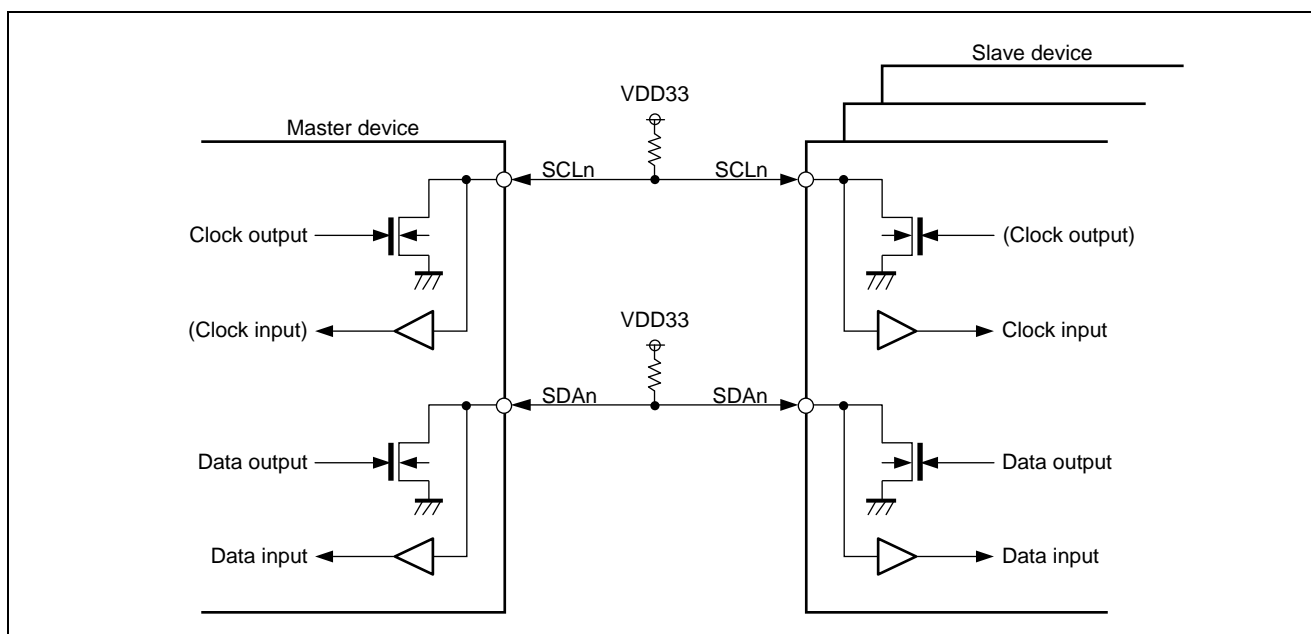 Slave device
VDD33
Master device
SCLn SCLn
Clock output (Clock output)
(Clock input) VDD33 Clock input
SDAn SDAn
Data output Data output
Data input Data input